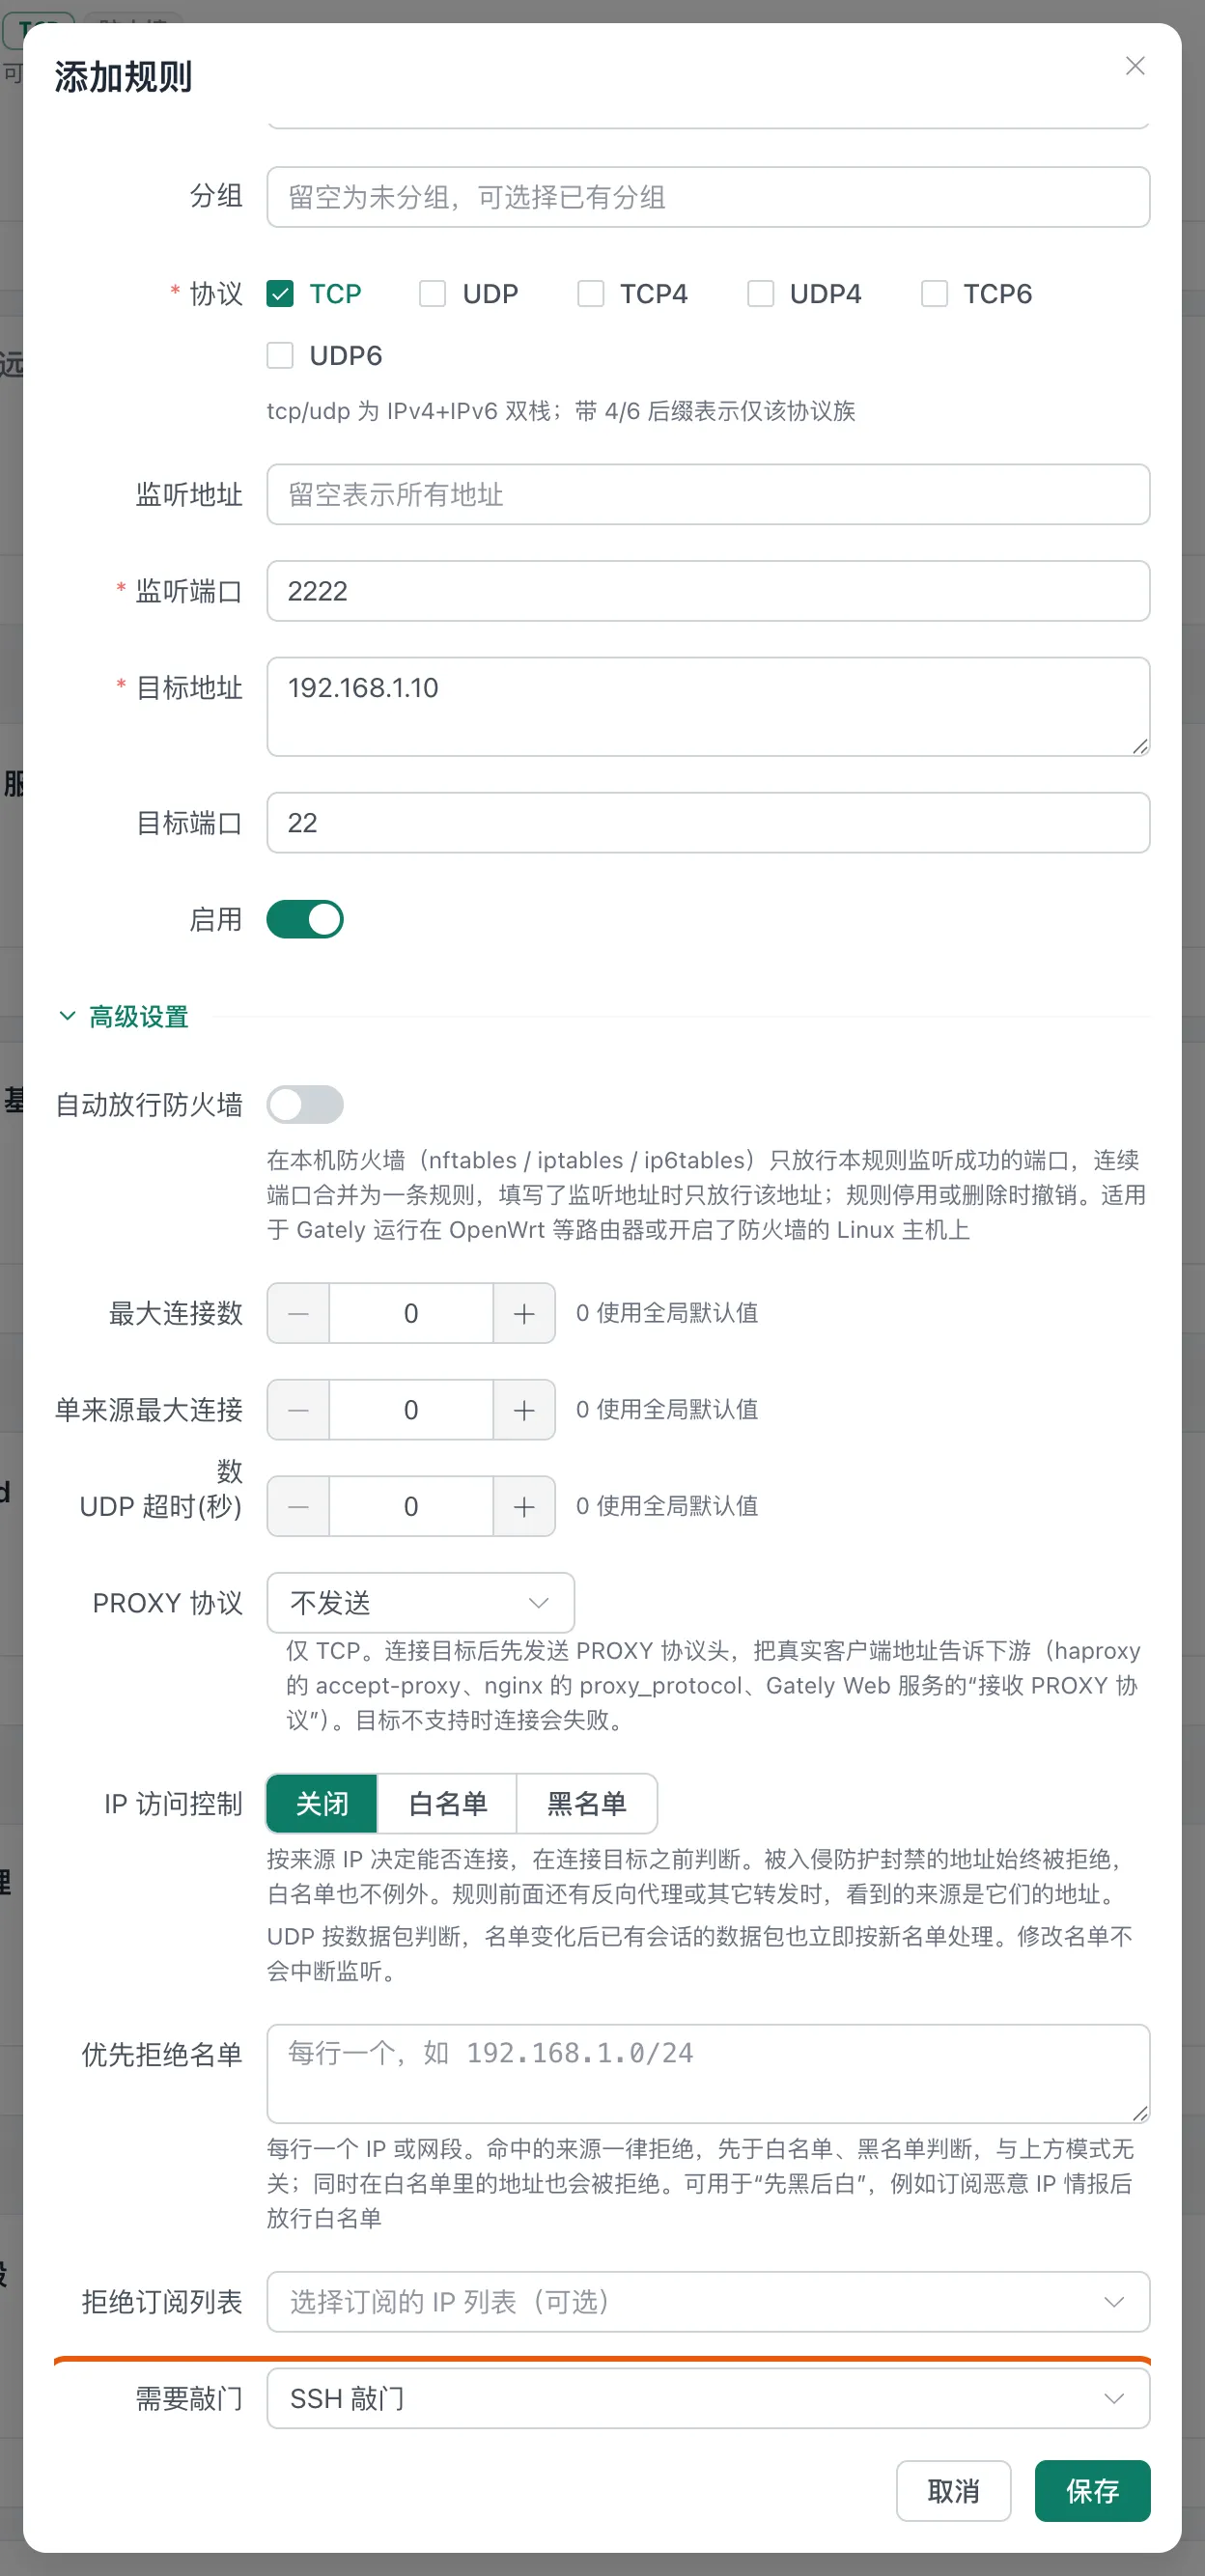 添加规则
分组
留空为未分组，可选择已有分组
* 协议
TCP
UDP
TCP4
UDP4
TCP6
UDP6
tcp/udp 为 IPv4+IPv6 双栈；带 4/6 后缀表示仅该协议族
监听地址
留空表示所有地址
* 监听端口
2222
* 目标地址
192.168.1.10
目标端口
22
启用
高级设置
自动放行防火墙
在本机防火墙（nftables / iptables / ip6tables）只放行本规则监听成功的端口，连续
端口合并为一条规则，填写了监听地址时只放行该地址；规则停用或删除时撤销。适用
于 Gately 运行在 OpenWrt 等路由器或开启了防火墙的 Linux 主机上
最大连接数
0
0 使用全局默认值
单来源最大连接
数
0
0 使用全局默认值
UDP 超时(秒)
0
0 使用全局默认值
PROXY 协议
不发送
仅 TCP。连接目标后先发送 PROXY 协议头，把真实客户端地址告诉下游（haproxy
的 accept-proxy、nginx 的 proxy_protocol、Gately Web 服务的“接收 PROXY 协
议”）。目标不支持时连接会失败。
IP 访问控制
关闭
白名单
黑名单
按来源 IP 决定能否连接，在连接目标之前判断。被入侵防护封禁的地址始终被拒绝，
白名单也不例外。规则前面还有反向代理或其它转发时，看到的来源是它们的地址。
UDP 按数据包判断，名单变化后已有会话的数据包也立即按新名单处理。修改名单不
会中断监听。
优先拒绝名单
每行一个，如 192.168.1.0/24
每行一个 IP 或网段。命中的来源一律拒绝，先于白名单、黑名单判断，与上方模式无
关；同时在白名单里的地址也会被拒绝。可用于“先黑后白”，例如订阅恶意 IP 情报后
放行白名单
拒绝订阅列表
选择订阅的 IP 列表（可选）
需要敲门
SSH 敲门
取消
保存